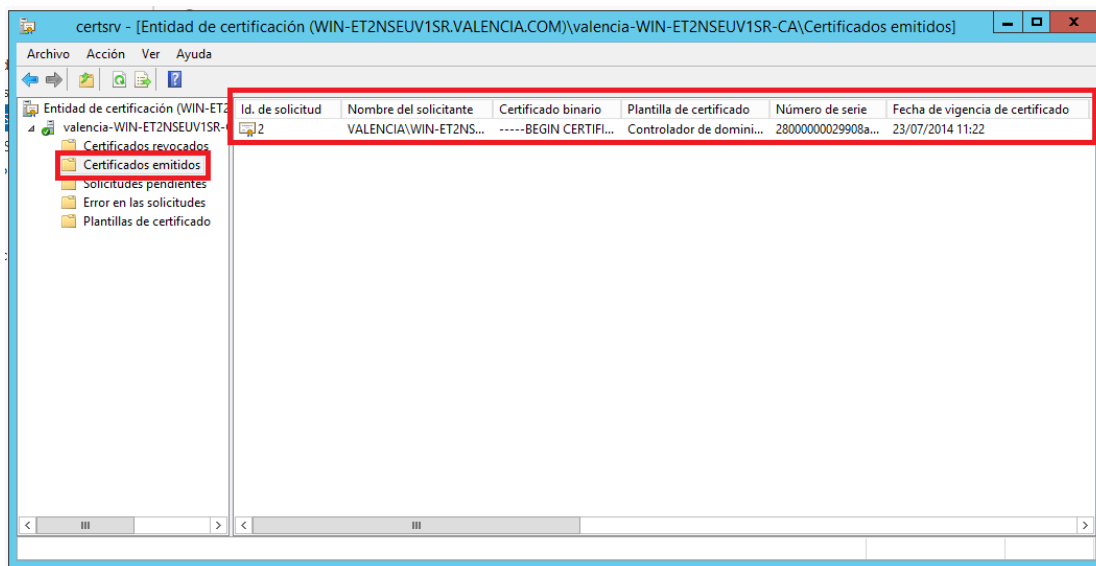 certsrv - [Entidad de certificación (WIN-ET2NSEUV1SR.VALENCIA.COM)\valencia-WIN-ET2NSEUV1SR-CA\Certificados emitidos]
Archivo Acción Ver Ayuda
Entidad de certificación (WIN-ET2
valencia-WIN-ET2NSEUV1SR-
Certificados revocados
Certificados emitidos
Solicitudes pendientes
Error en las solicitudes
Plantillas de certificado
Id. de solicitud Nombre del solicitante Certificado binario Plantilla de certificado Número de serie Fecha de vigencia de certificado
2 VALENCIA\WIN-ET2NS... -----BEGIN CERTIFI... Controlador de domini... 28000000029908a... 23/07/2014 11:22